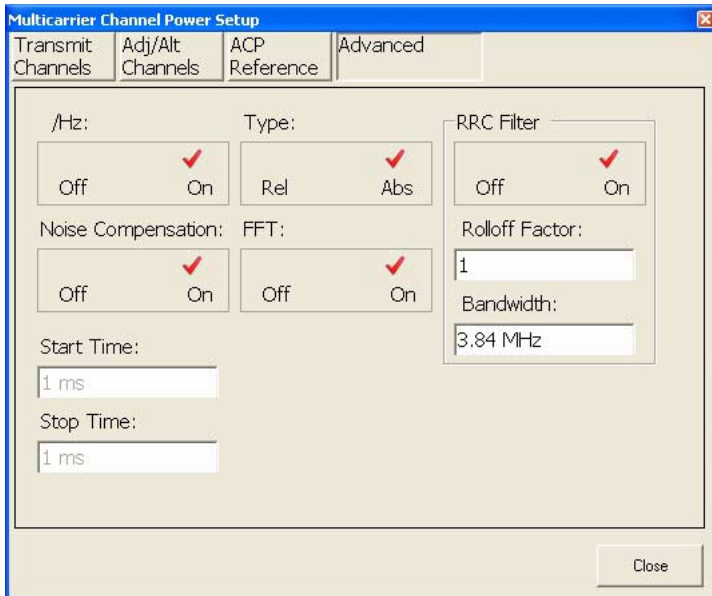 Multicarrier Channel Power Setup
Transmit Channels
Adj/Alt Channels
ACP Reference
Advanced
/Hz:
Off On
Type:
Rel Abs
RRC Filter
Off On
Noise Compensation:
Off On
FFT:
Off On
Rolloff Factor:
1
Bandwidth:
3.84 MHz
Start Time:
1 ms
Stop Time:
1 ms
Close